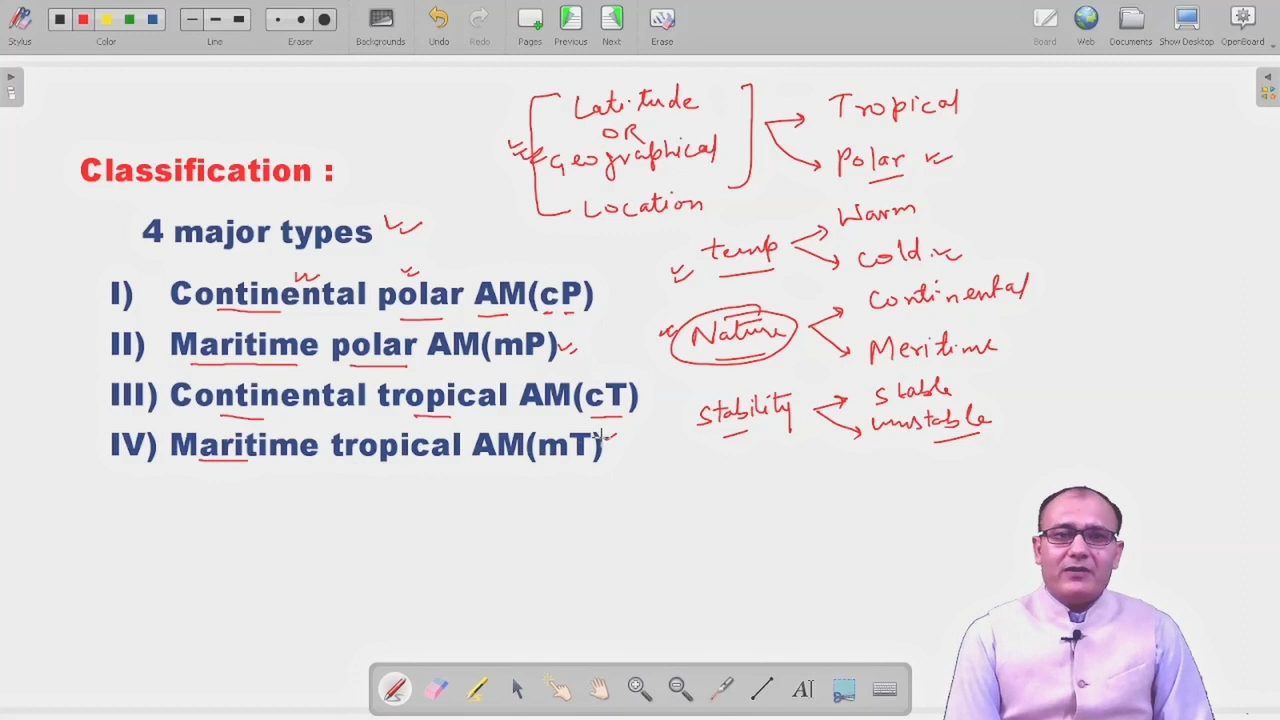 Stylus
Color
Line
Eraser
Backgrounds
Undo
Redo
Pages
Previous
Next
Erase
Board
Web
Documents
Show Desktop
OpenBoard
Latitude
OR
Geographical
Location
Tropical
Polar
Classification :
4 major types
temp
Warm
Cold
I) Continental polar AM(cP)
II) Maritime polar AM(mP)
III) Continental tropical AM(cT)
IV) Maritime tropical AM(mT)
Nature
Continental
Meritime
Stability
Stable
unstable